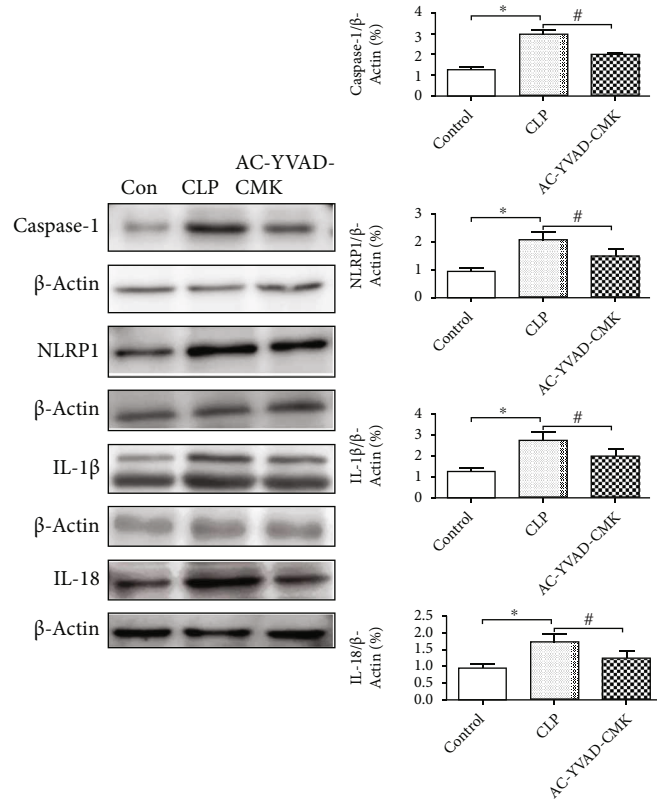 AC-YVAD-
Con CLP CMK
Caspase-1
β-Actin
NLRP1
β-Actin
IL-1β
β-Actin
IL-18
β-Actin
Caspase-1/β-
Actin (%)
4
3
2
1
0
*
#
Control
CLP
AC-YVAD-CMK
NLRP1/β-
Actin (%)
3
2
1
0
*
#
Control
CLP
AC-YVAD-CMK
IL-1β/β-
Actin (%)
4
3
2
1
0
*
#
Control
CLP
AC-YVAD-CMK
IL-18/β-
Actin (%)
2.5
2.0
1.5
1.0
0.5
0.0
*
#
Control
CLP
AC-YVAD-CMK